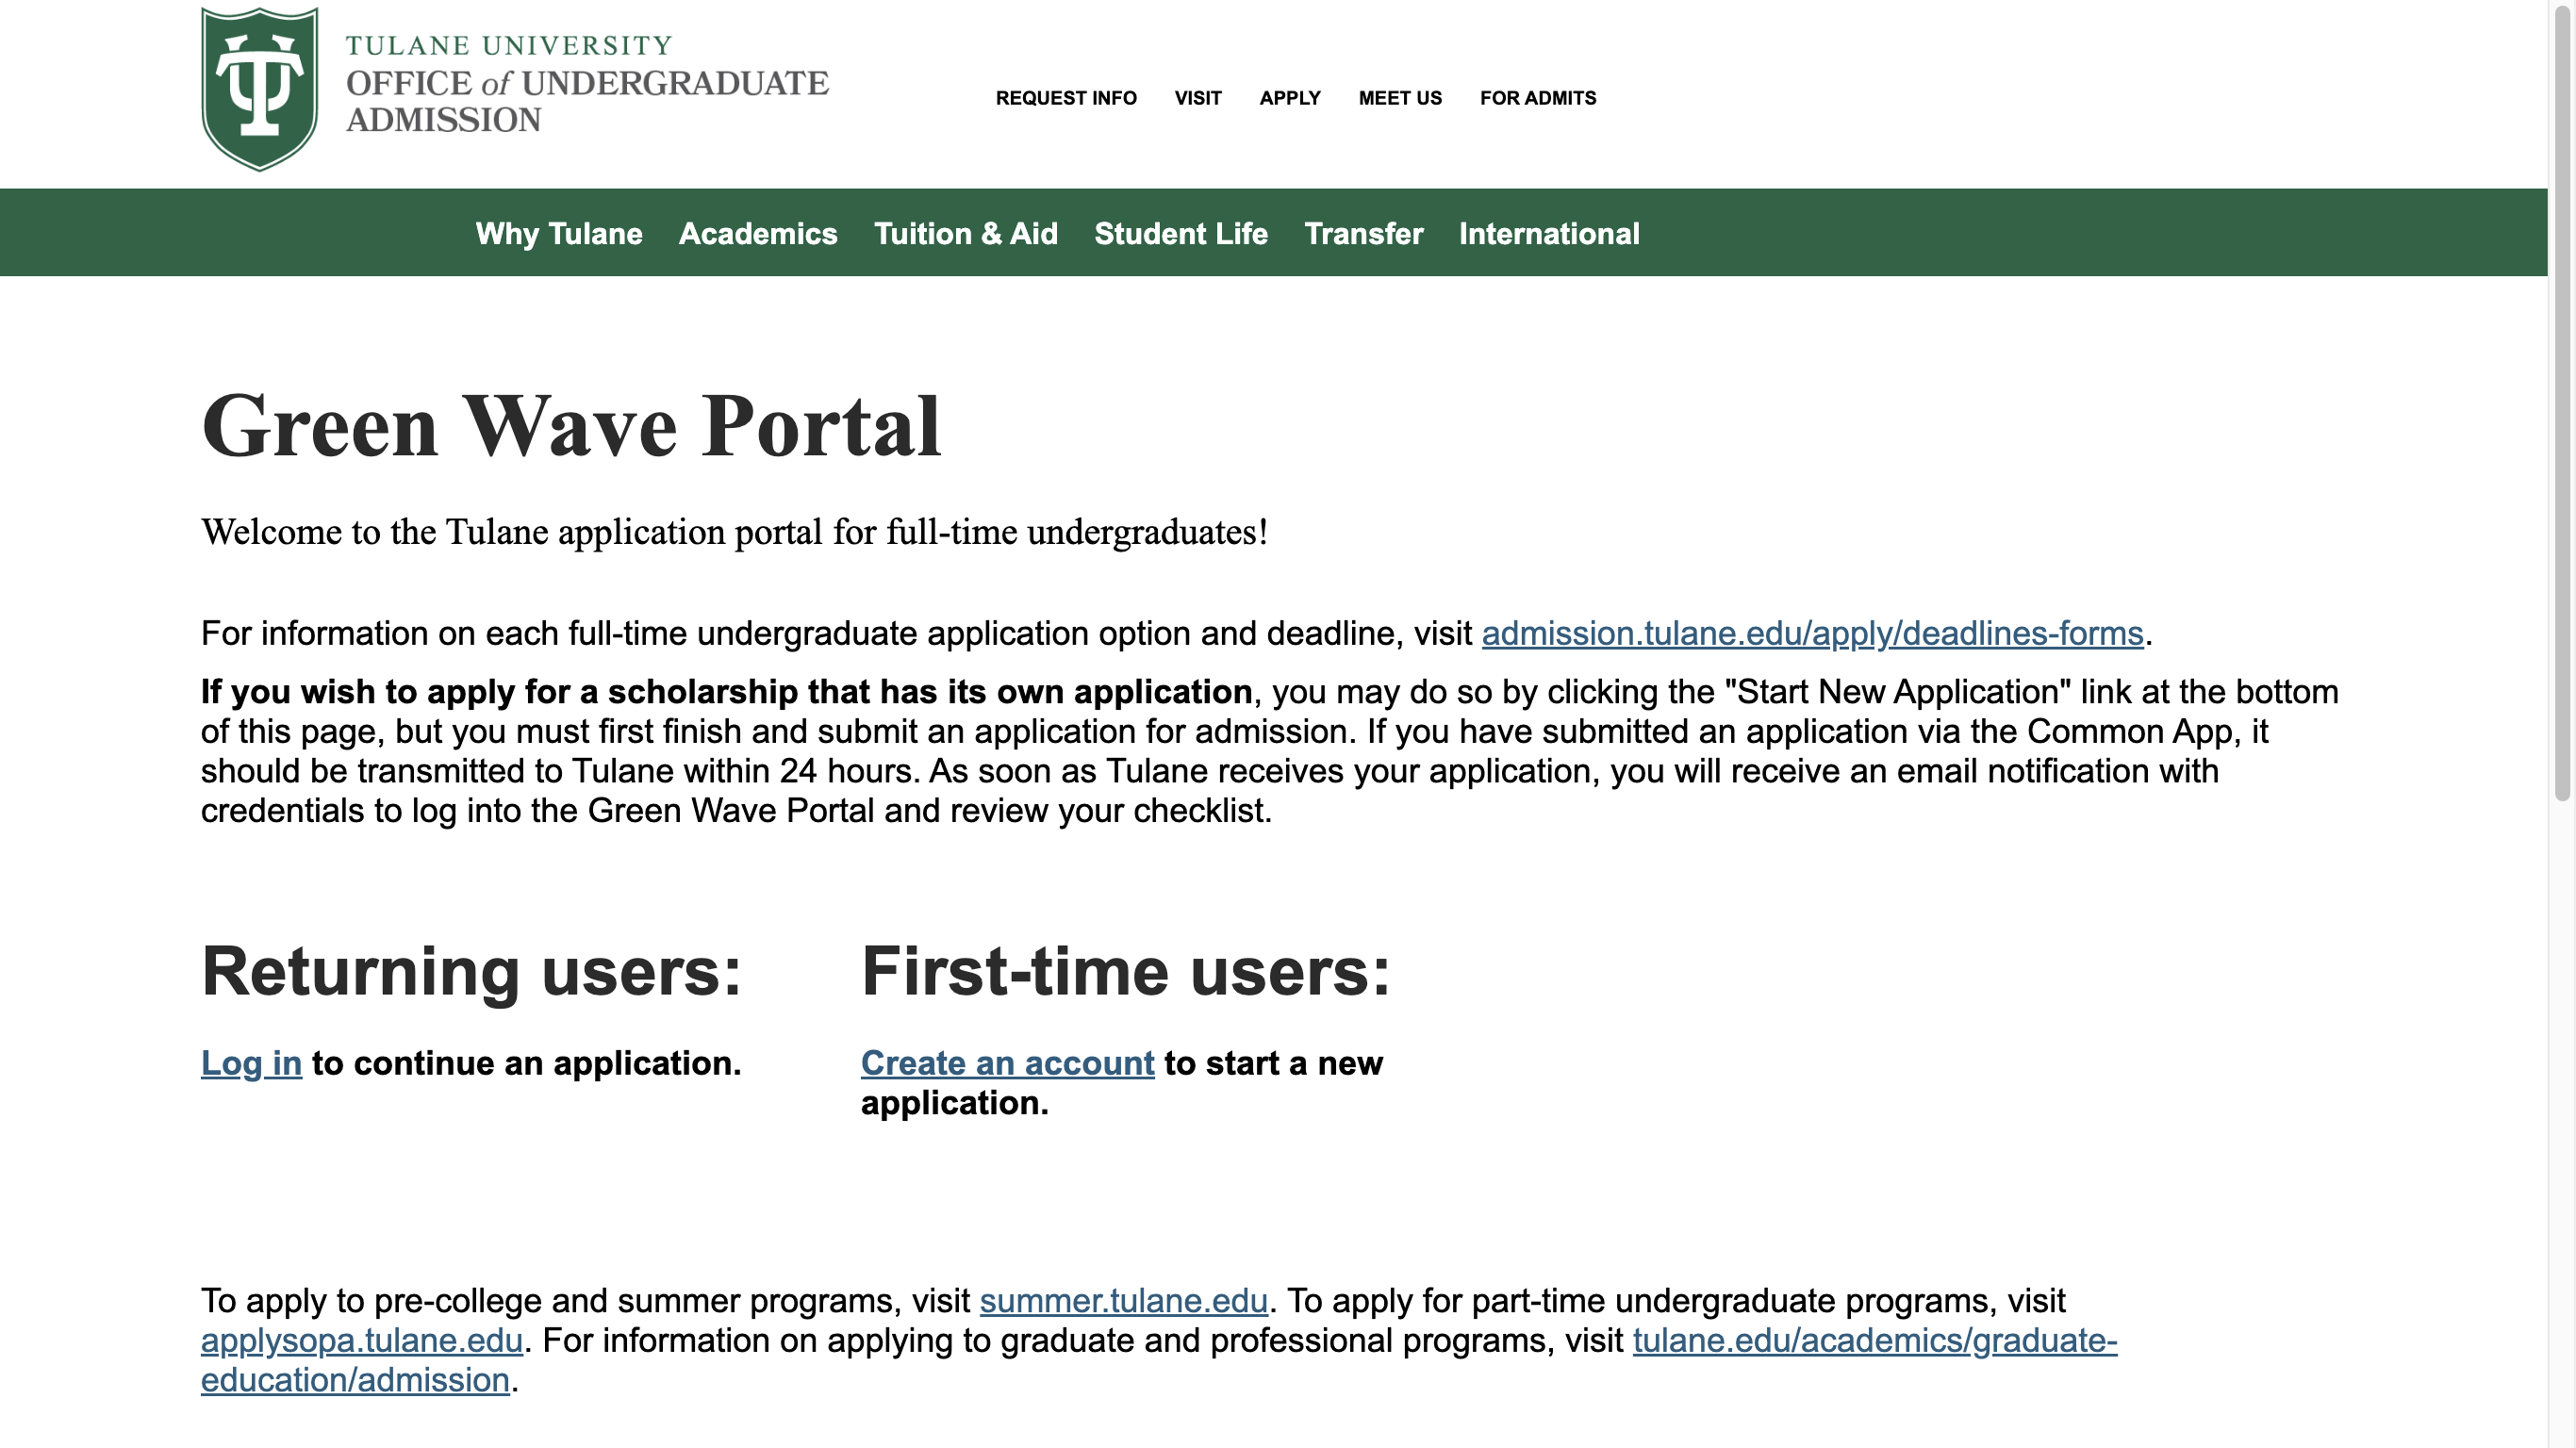 TULANE UNIVERSITY
OFFICE of UNDERGRADUATE
ADMISSION
REQUEST INFO VISIT APPLY MEET US FOR ADMITS
Why Tulane Academics Tuition & Aid Student Life Transfer International
Green Wave Portal
Welcome to the Tulane application portal for full-time undergraduates!
For information on each full-time undergraduate application option and deadline, visit admission.tulane.edu/apply/deadlines-forms.
If you wish to apply for a scholarship that has its own application, you may do so by clicking the "Start New Application" link at the bottom
of this page, but you must first finish and submit an application for admission. If you have submitted an application via the Common App, it
should be transmitted to Tulane within 24 hours. As soon as Tulane receives your application, you will receive an email notification with
credentials to log into the Green Wave Portal and review your checklist.
Returning users:
Log in to continue an application.
First-time users:
Create an account to start a new
application.
To apply to pre-college and summer programs, visit summer.tulane.edu. To apply for part-time undergraduate programs, visit
applysopa.tulane.edu. For information on applying to graduate and professional programs, visit tulane.edu/academics/graduate-
education/admission.